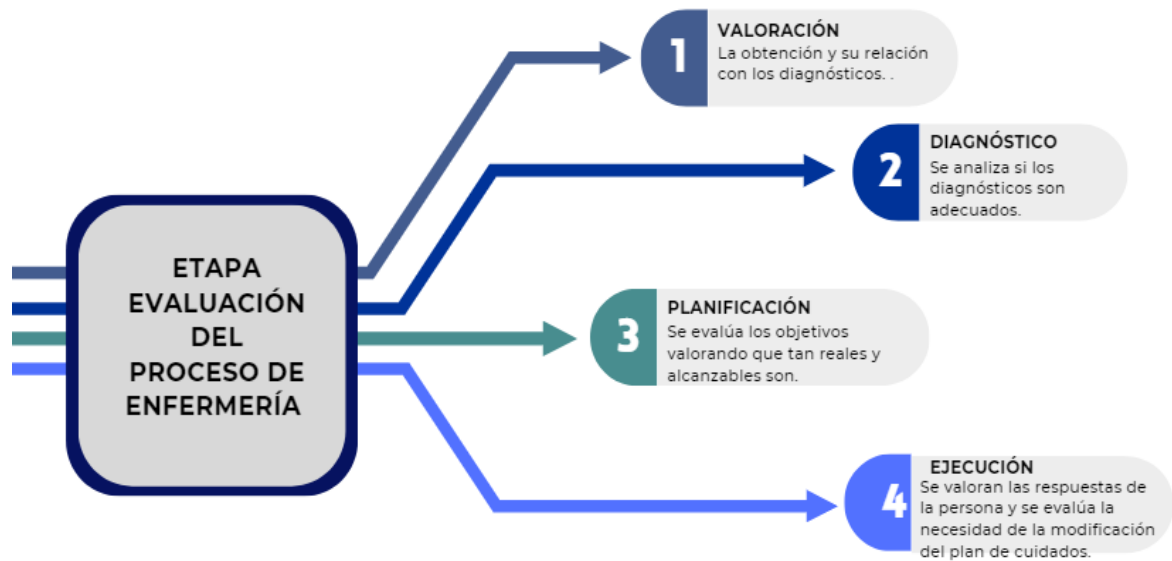 ETAPA
EVALUACIÓN
DEL
PROCESO DE
ENFERMERÍA
1
VALORACIÓN
La obtención y su relación
con los diagnósticos. .
2
DIAGNÓSTICO
Se analiza si los
diagnósticos son
adecuados.
3
PLANIFICACIÓN
Se evalúa los objetivos
valorando que tan reales y
alcanzables son.
4
EJECUCIÓN
Se valoran las respuestas de
la persona y se evalúa la
necesidad de la modificación
del plan de cuidados.